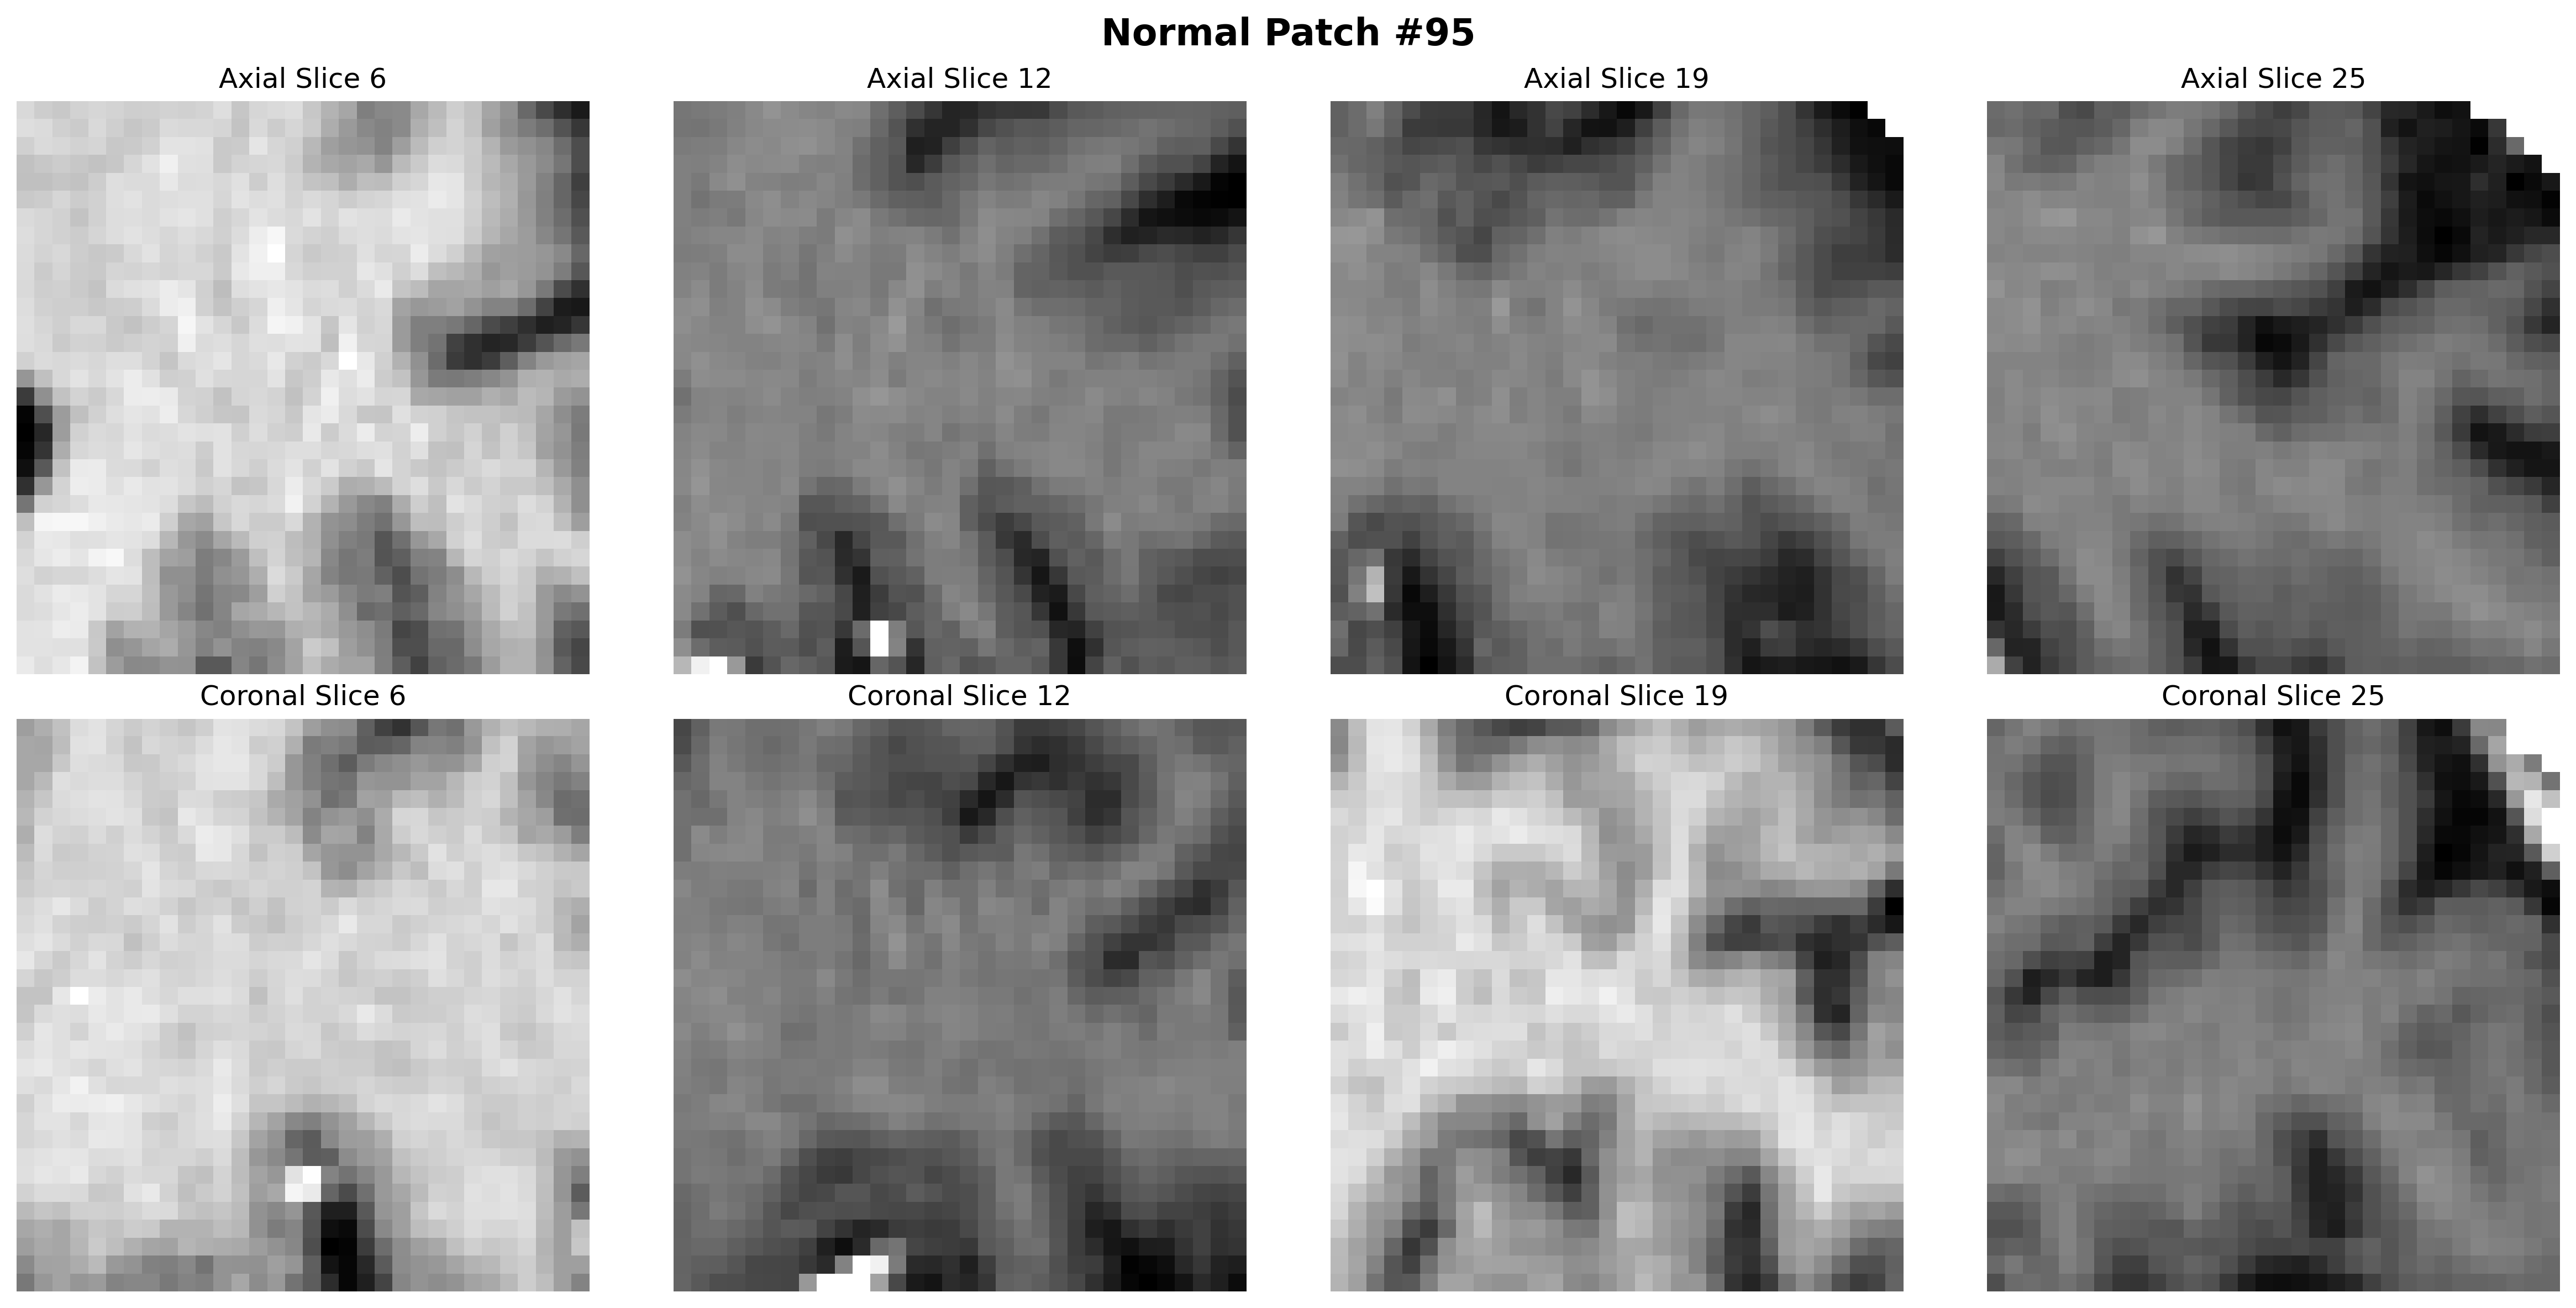 Normal Patch #95
Axial Slice 6
Axial Slice 12
Axial Slice 19
Axial Slice 25
Coronal Slice 6
Coronal Slice 12
Coronal Slice 19
Coronal Slice 25